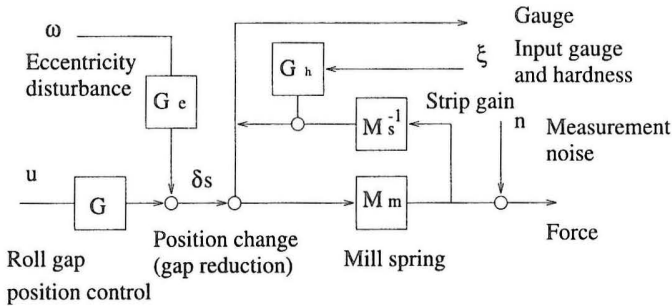 ω
Eccentricity
disturbance
G e
Gauge
G h
ξ
Input gauge
and hardness
Strip gain
M s -1
n
Measurement
noise
u
G
δs
M m
Position change
(gap reduction)
Mill spring
Force
Roll gap
position control